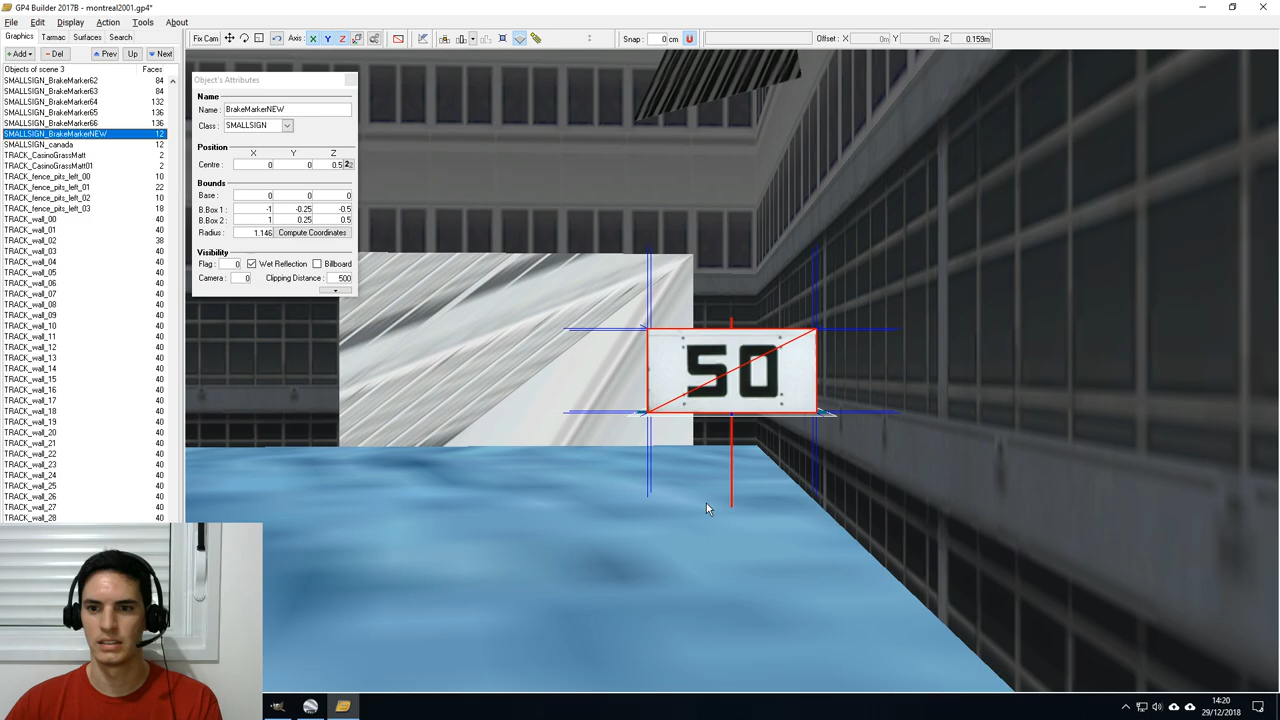 GP4 Builder 2017B - montreal2001.gp4*
File Edit Display Action Tools About
Graphics Tarmac Surfaces Search
Fix Cam Axis : X Y Z Snap : 0 cm Offset : X 0m Y 0m Z 0.159m
Add Del Prev Up Next
Objects of scene 3 Faces
SMALLSIGN_BrakeMarker62 84
SMALLSIGN_BrakeMarker63 84
SMALLSIGN_BrakeMarker64 132
SMALLSIGN_BrakeMarker65 136
SMALLSIGN_BrakeMarker66 136
SMALLSIGN_BrakeMarkerNEW 12
SMALLSIGN_canada 12
TRACK_CasinoGrassMatt 2
TRACK_CasinoGrassMatt01 2
TRACK_fence_pits_left_00 10
TRACK_fence_pits_left_01 22
TRACK_fence_pits_left_02 10
TRACK_fence_pits_left_03 18
TRACK_wall_00 40
TRACK_wall_01 40
TRACK_wall_02 38
TRACK_wall_03 40
TRACK_wall_04 40
TRACK_wall_05 40
TRACK_wall_06 40
TRACK_wall_07 40
TRACK_wall_08 40
TRACK_wall_09 40
TRACK_wall_10 40
TRACK_wall_11 40
TRACK_wall_12 40
TRACK_wall_13 40
TRACK_wall_14 40
TRACK_wall_15 40
TRACK_wall_16 40
TRACK_wall_17 40
TRACK_wall_18 40
TRACK_wall_19 40
TRACK_wall_20 40
TRACK_wall_21 40
TRACK_wall_22 40
TRACK_wall_23 40
TRACK_wall_24 40
TRACK_wall_25 40
TRACK_wall_26 40
TRACK_wall_27 40
TRACK_wall_28 40
Object's Attributes
Name
Name : BrakeMarkerNEW
Class : SMALLSIGN
Position
X Y Z
Centre : 0 0 0.5
Bounds
Base : 0 0 0
B.Box 1 : -1 -0.25 -0.5
B.Box 2 : 1 0.25 0.5
Radius : 1.146 Compute Coordinates
Visibility
Flag : 0 Wet Reflection Billboard
Camera : 0 Clipping Distance : 500
50
14:20
29/12/2018